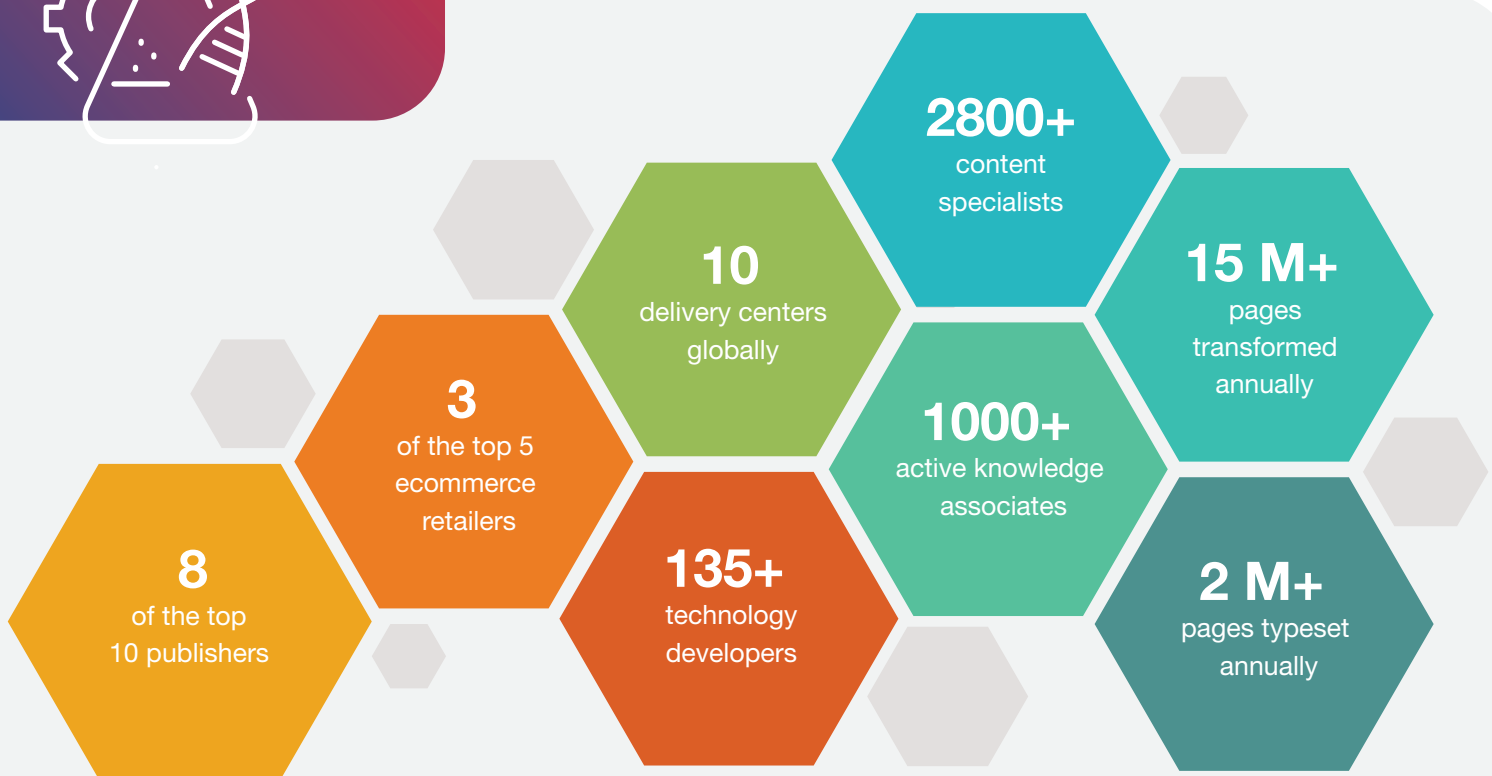 2800+
content
specialists
10
delivery centers
globally
15 M+
pages
transformed
annually
3
of the top 5
ecommerce
retailers
1000+
active knowledge
associates
8
of the top
10 publishers
135+
technology
developers
2 M+
pages typeset
annually